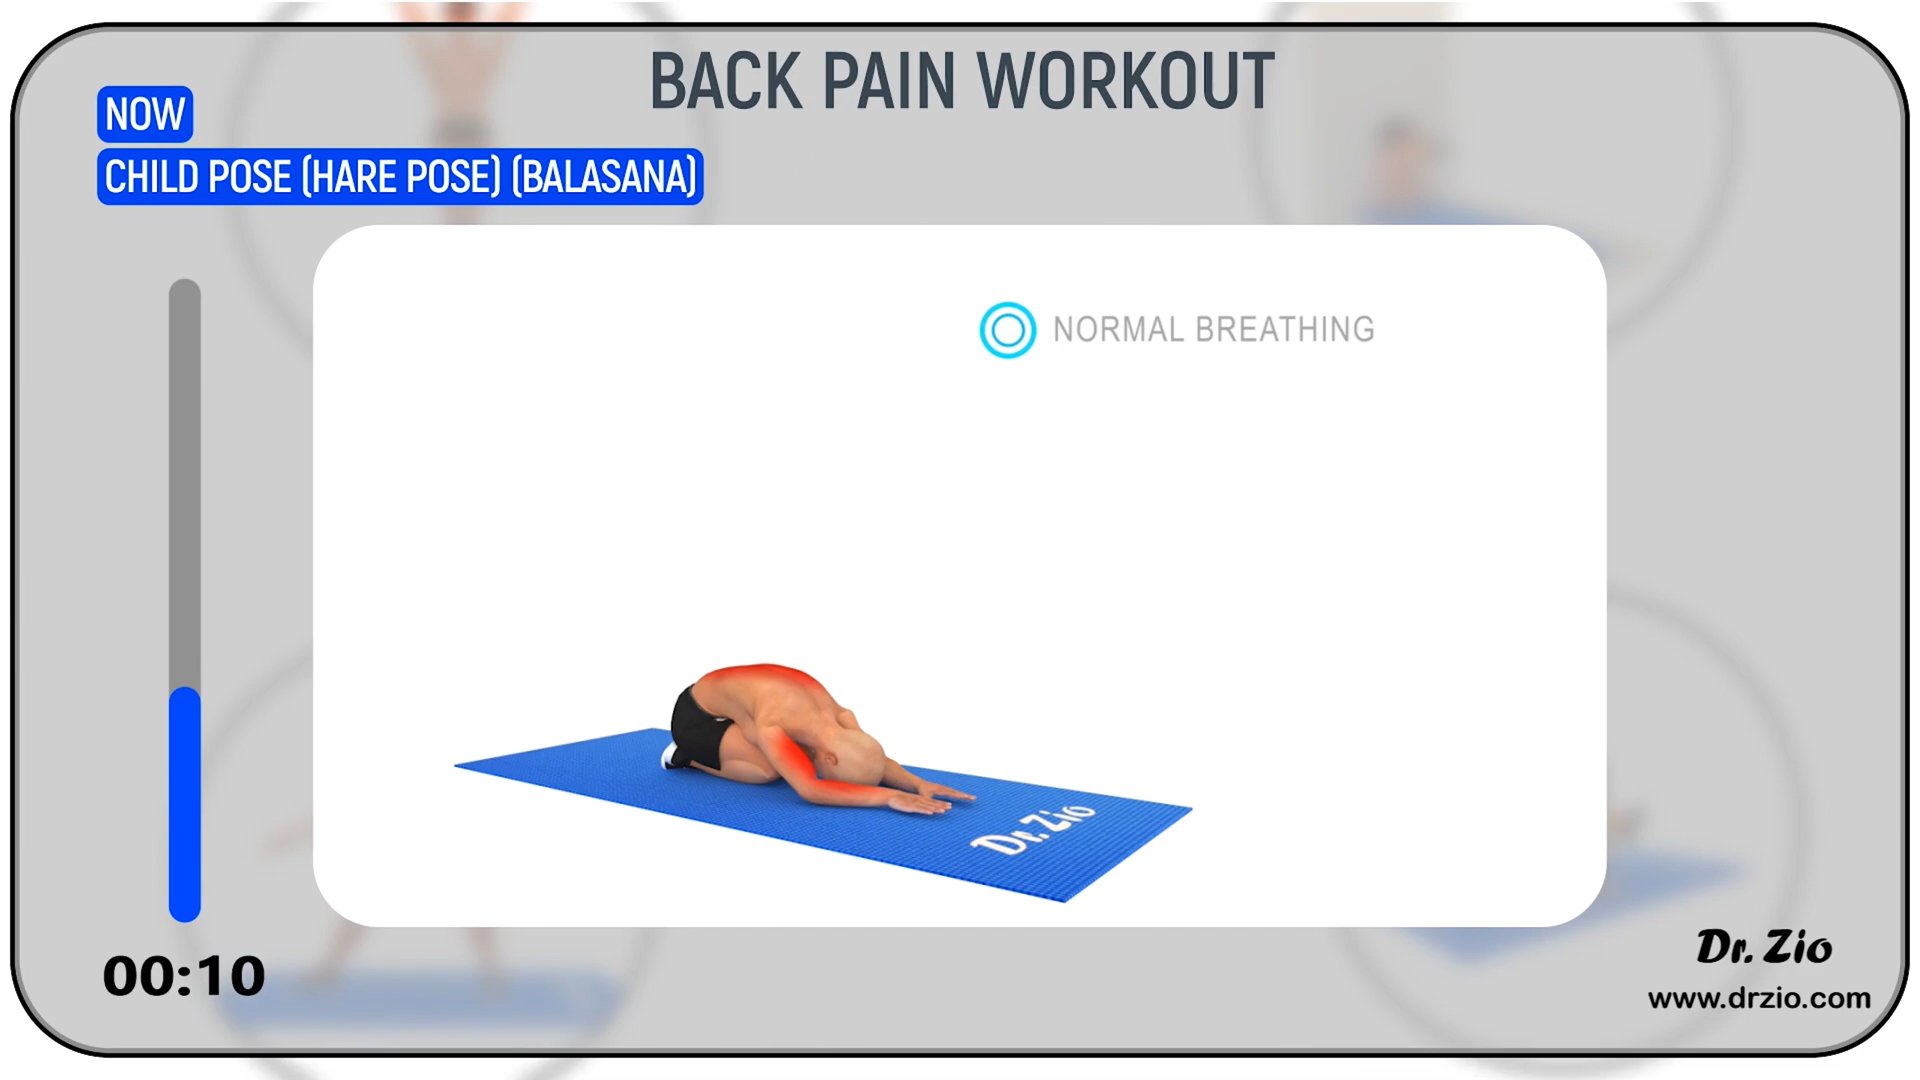 BACK PAIN WORKOUT
NOW
CHILD POSE (HARE POSE) (BALASANA)
NORMAL BREATHING
Dr.Zio
00:10
Dr. Zio
www.drzio.com